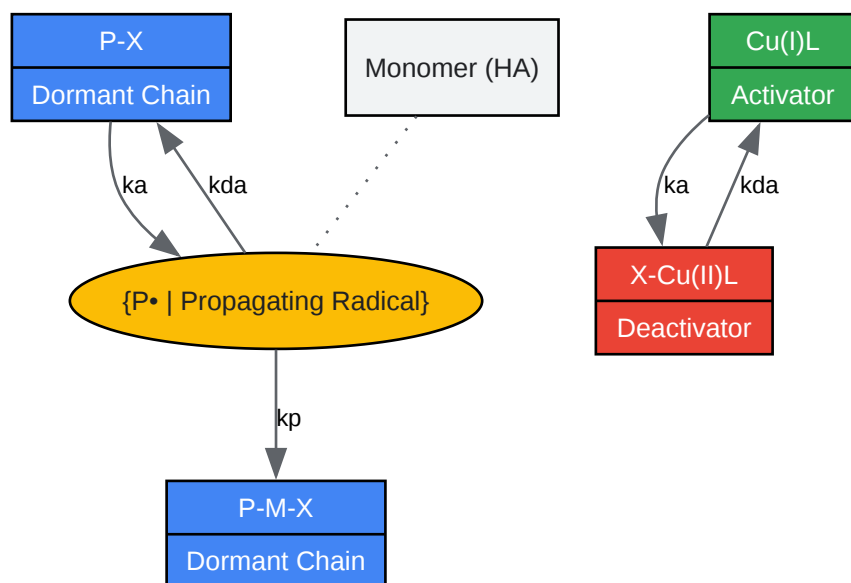 P-X
Dormant Chain
Monomer (HA)
Cu(I)L
Activator
ka
kda
ka
kda
{P• | Propagating Radical}
X-Cu(II)L
Deactivator
kp
P-M-X
Dormant Chain